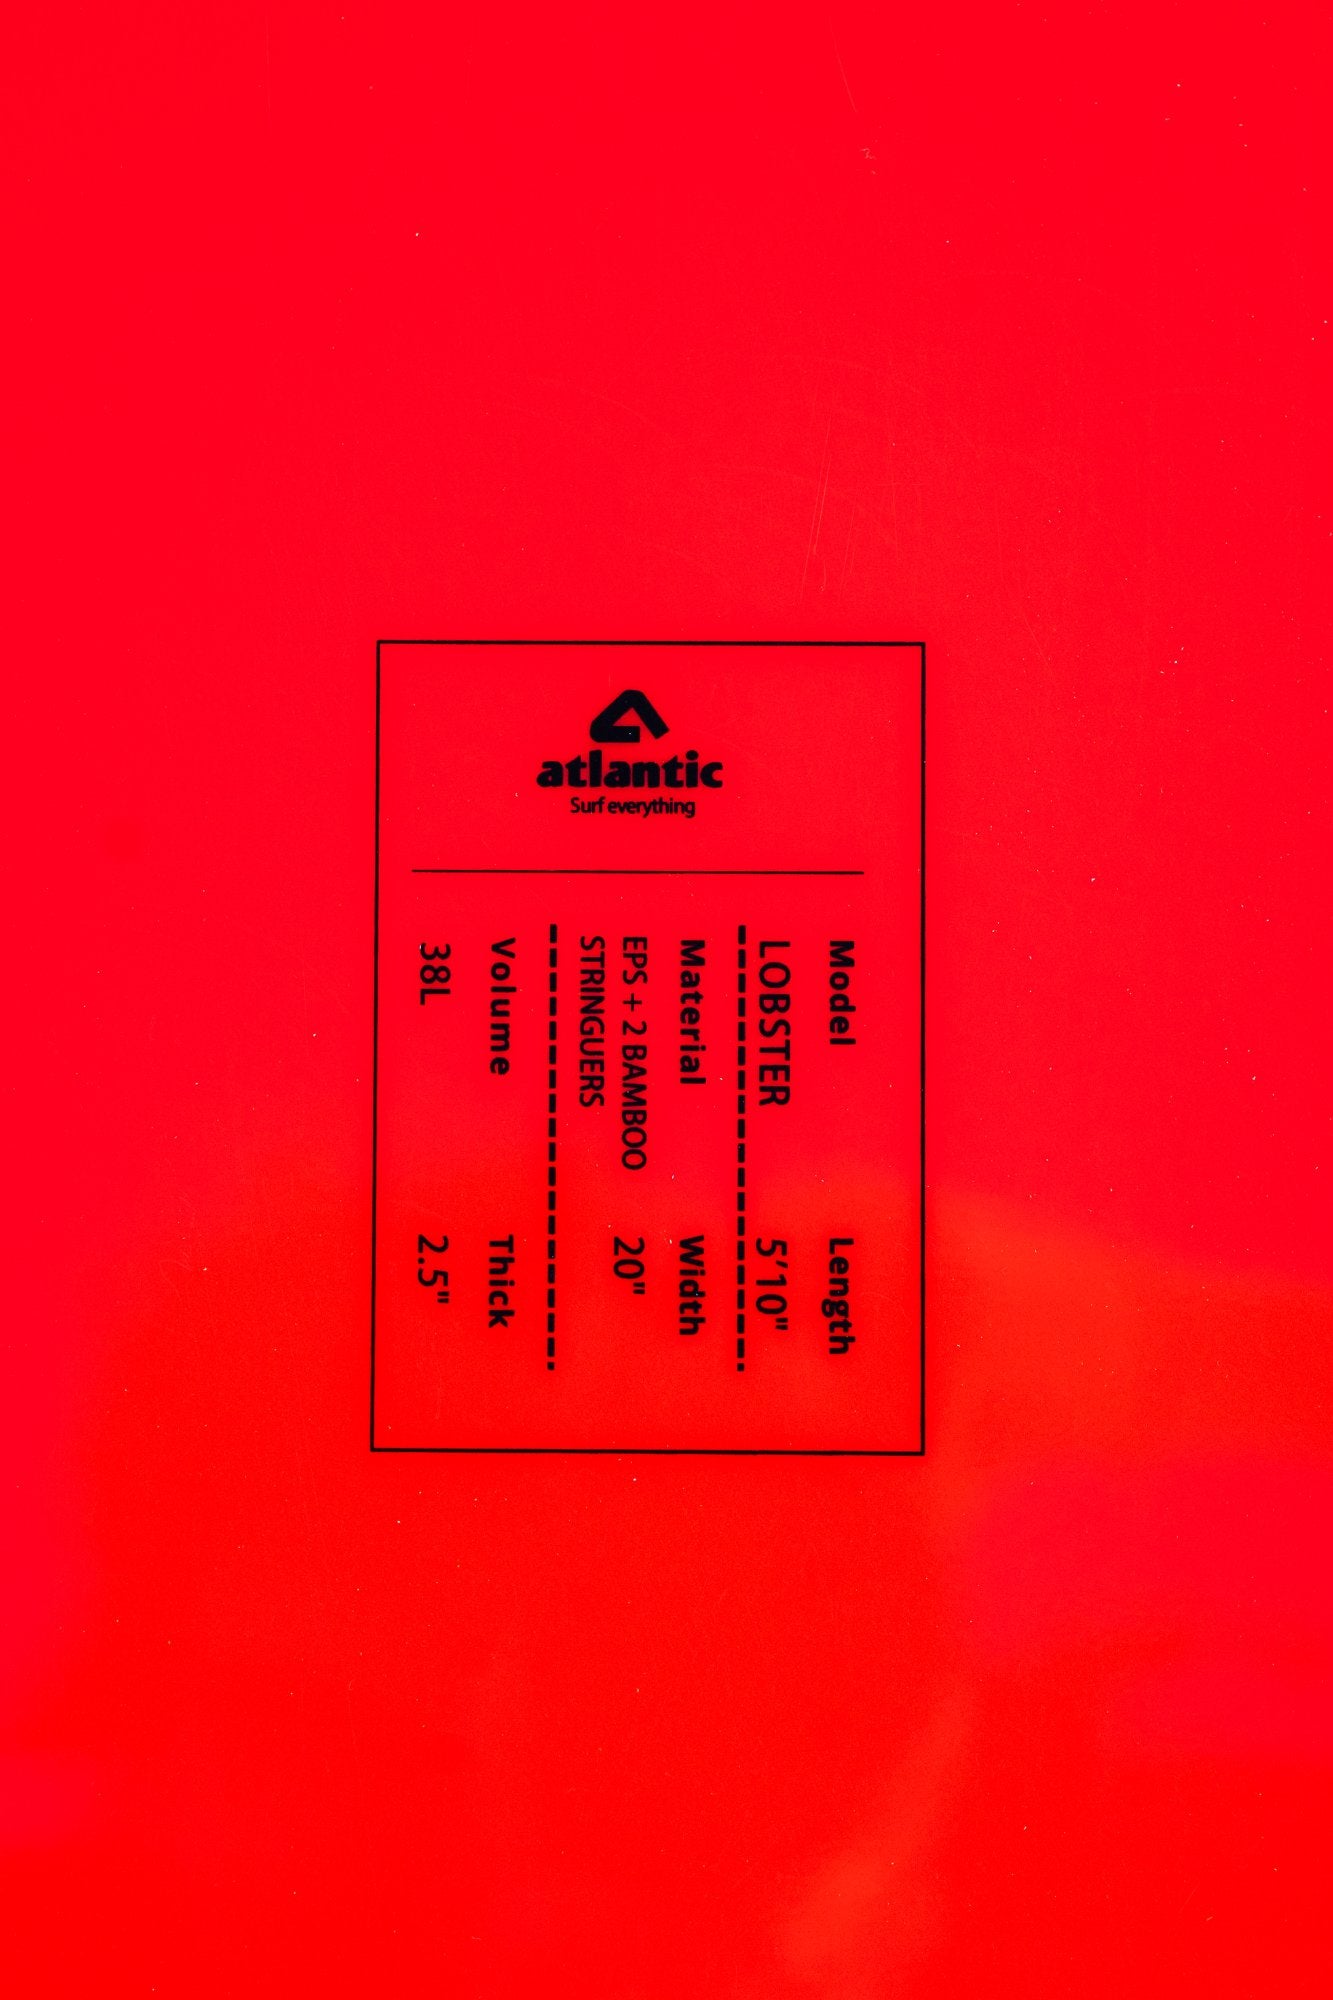 atlantic
Surf everything
Model
LOBSTER
Length
5'10"
Material
EPS + 2 BAMBOO
STRINGUERS
Width
20"
Volume
38L
Thick
2.5"